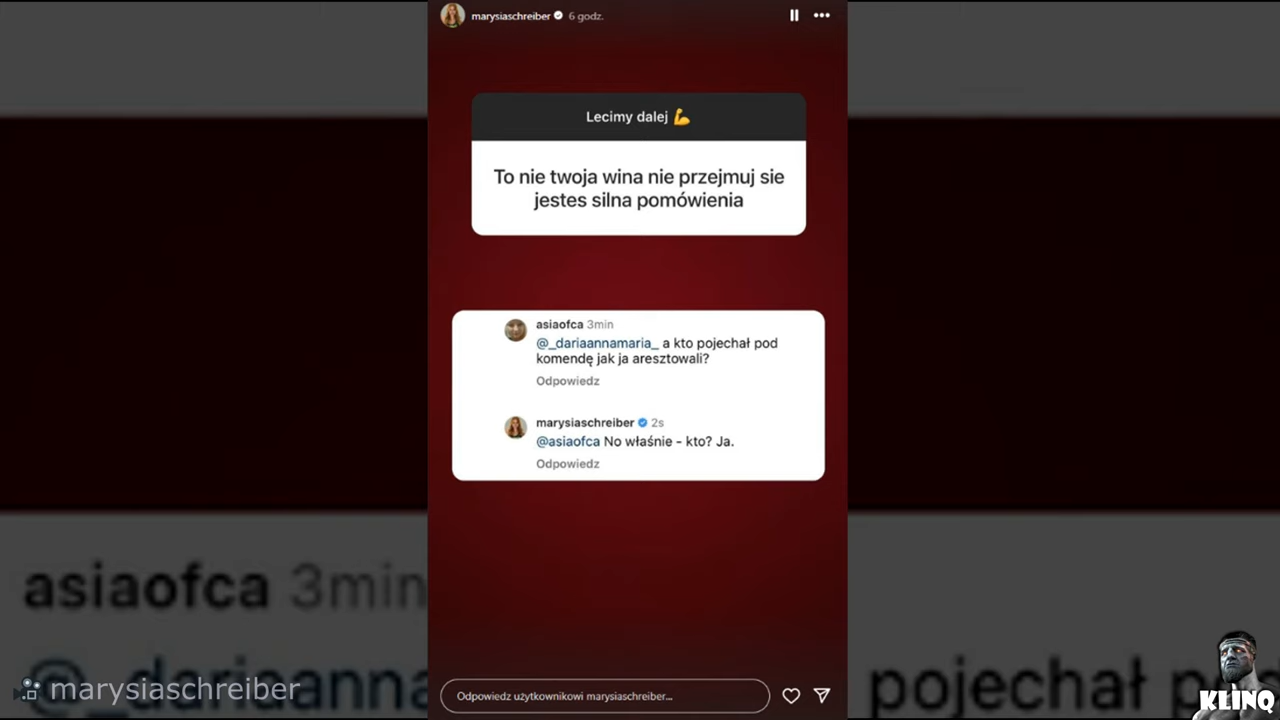 marysiaschreiber 6 godz.
Lecimy dalej 💪
To nie twoja wina nie przejmuj sie
jestes silna pomówienia
asiaofca 3min
@_dariaannamaria_ a kto pojechał pod
komendę jak ja aresztowali?
Odpowiedz
marysiaschreiber 2s
@asiaofca No właśnie - kto? Ja.
Odpowiedz
asiaofca 3min
@_dariaanna
pojechał p
marysiaschreiber
Odpowiedz użytkownikowi marysiaschreiber...
KLINQ